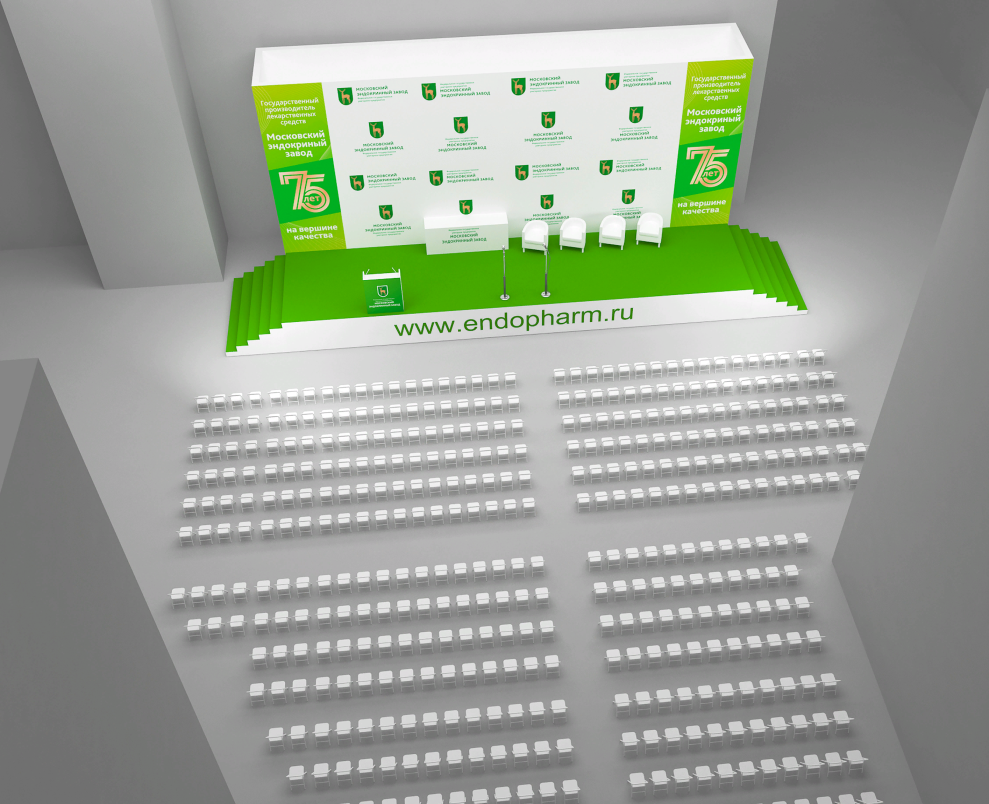 Государственный
производитель
лекарственных
средств
Московский
эндокриный
завод
75
лет
на вершине
качества
МОСКОВСКИЙ
ЭНДОКРИННЫЙ ЗАВОД
МОСКОВСКИЙ
ЭНДОКРИННЫЙ ЗАВОД
МОСКОВСКИЙ
ЭНДОКРИННЫЙ ЗАВОД
МОСКОВСКИЙ
ЭНДОКРИННЫЙ ЗАВОД
МОСКОВСКИЙ
ЭНДОКРИННЫЙ ЗАВОД
МОСКОВСКИЙ
ЭНДОКРИННЫЙ ЗАВОД
МОСКОВСКИЙ
ЭНДОКРИННЫЙ ЗАВОД
МОСКОВСКИЙ
ЭНДОКРИННЫЙ ЗАВОД
МОСКОВСКИЙ
ЭНДОКРИННЫЙ ЗАВОД
МОСКОВСКИЙ
ЭНДОКРИННЫЙ ЗАВОД
МОСКОВСКИЙ
ЭНДОКРИННЫЙ ЗАВОД
МОСКОВСКИЙ
ЭНДОКРИННЫЙ ЗАВОД
МОСКОВСКИЙ
ЭНДОКРИННЫЙ ЗАВОД
МОСКОВСКИЙ
ЭНДОКРИННЫЙ ЗАВОД
Государственный
производитель
лекарственных
средств
Московский
эндокриный
завод
75
лет
на вершине
качества
МОСКОВСКИЙ
ЭНДОКРИННЫЙ ЗАВОД
МОСКОВСКИЙ
ЭНДОКРИННЫЙ ЗАВОД
www.endopharm.ru